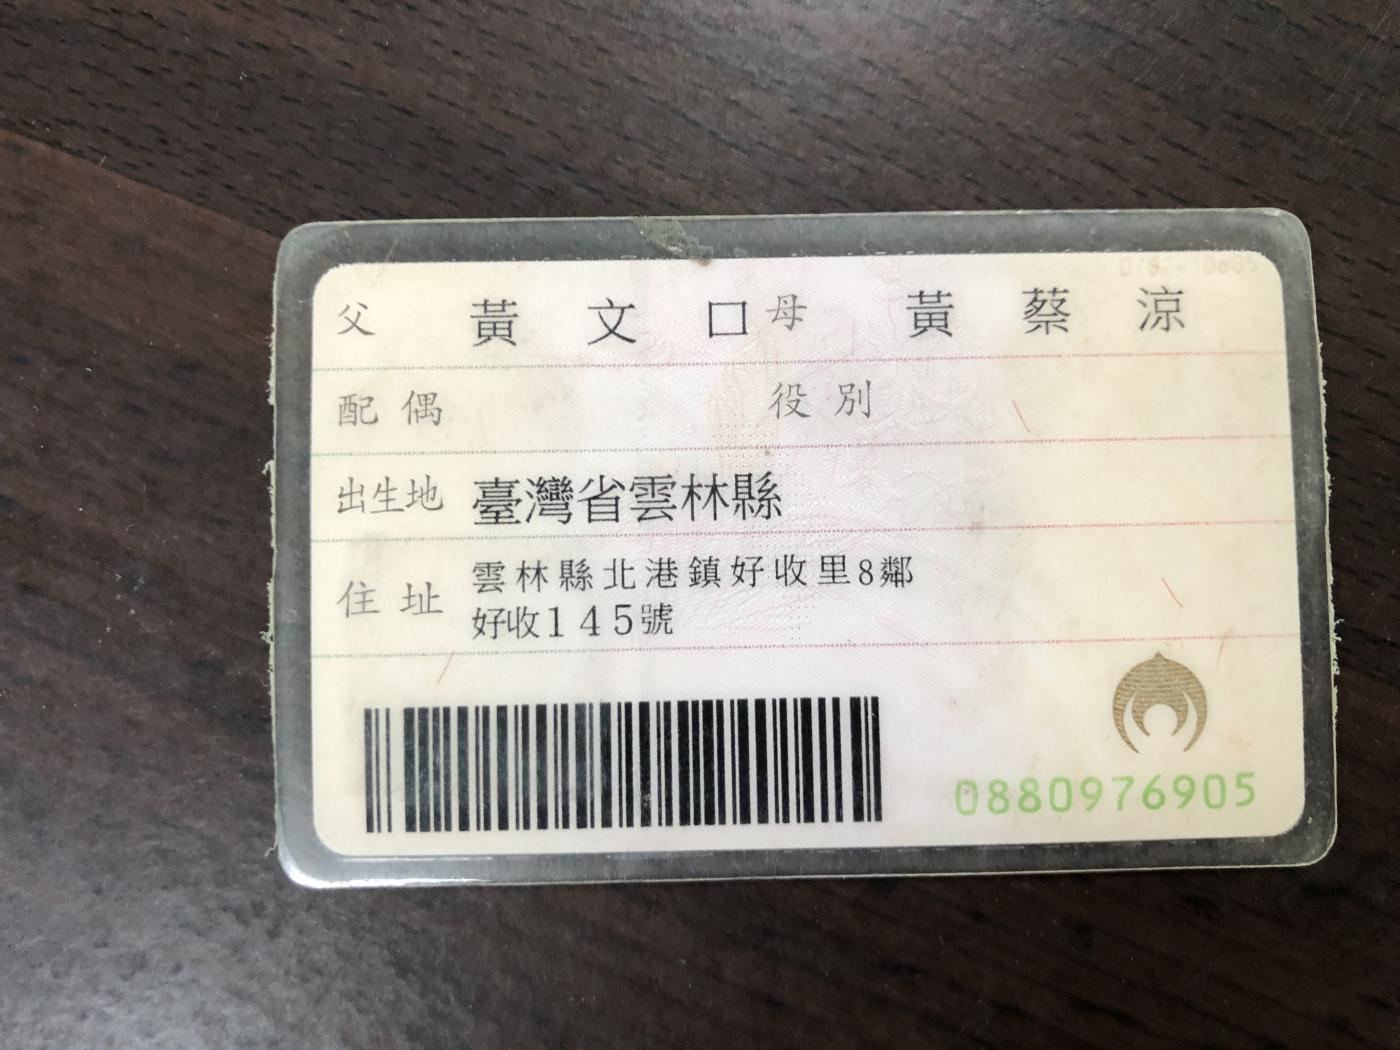 父 黃文口 母 黃蔡涼
配偶 役別
出生地 臺灣省雲林縣
住址 雲林縣北港鎮好收里8鄰
好收145號
0880976905